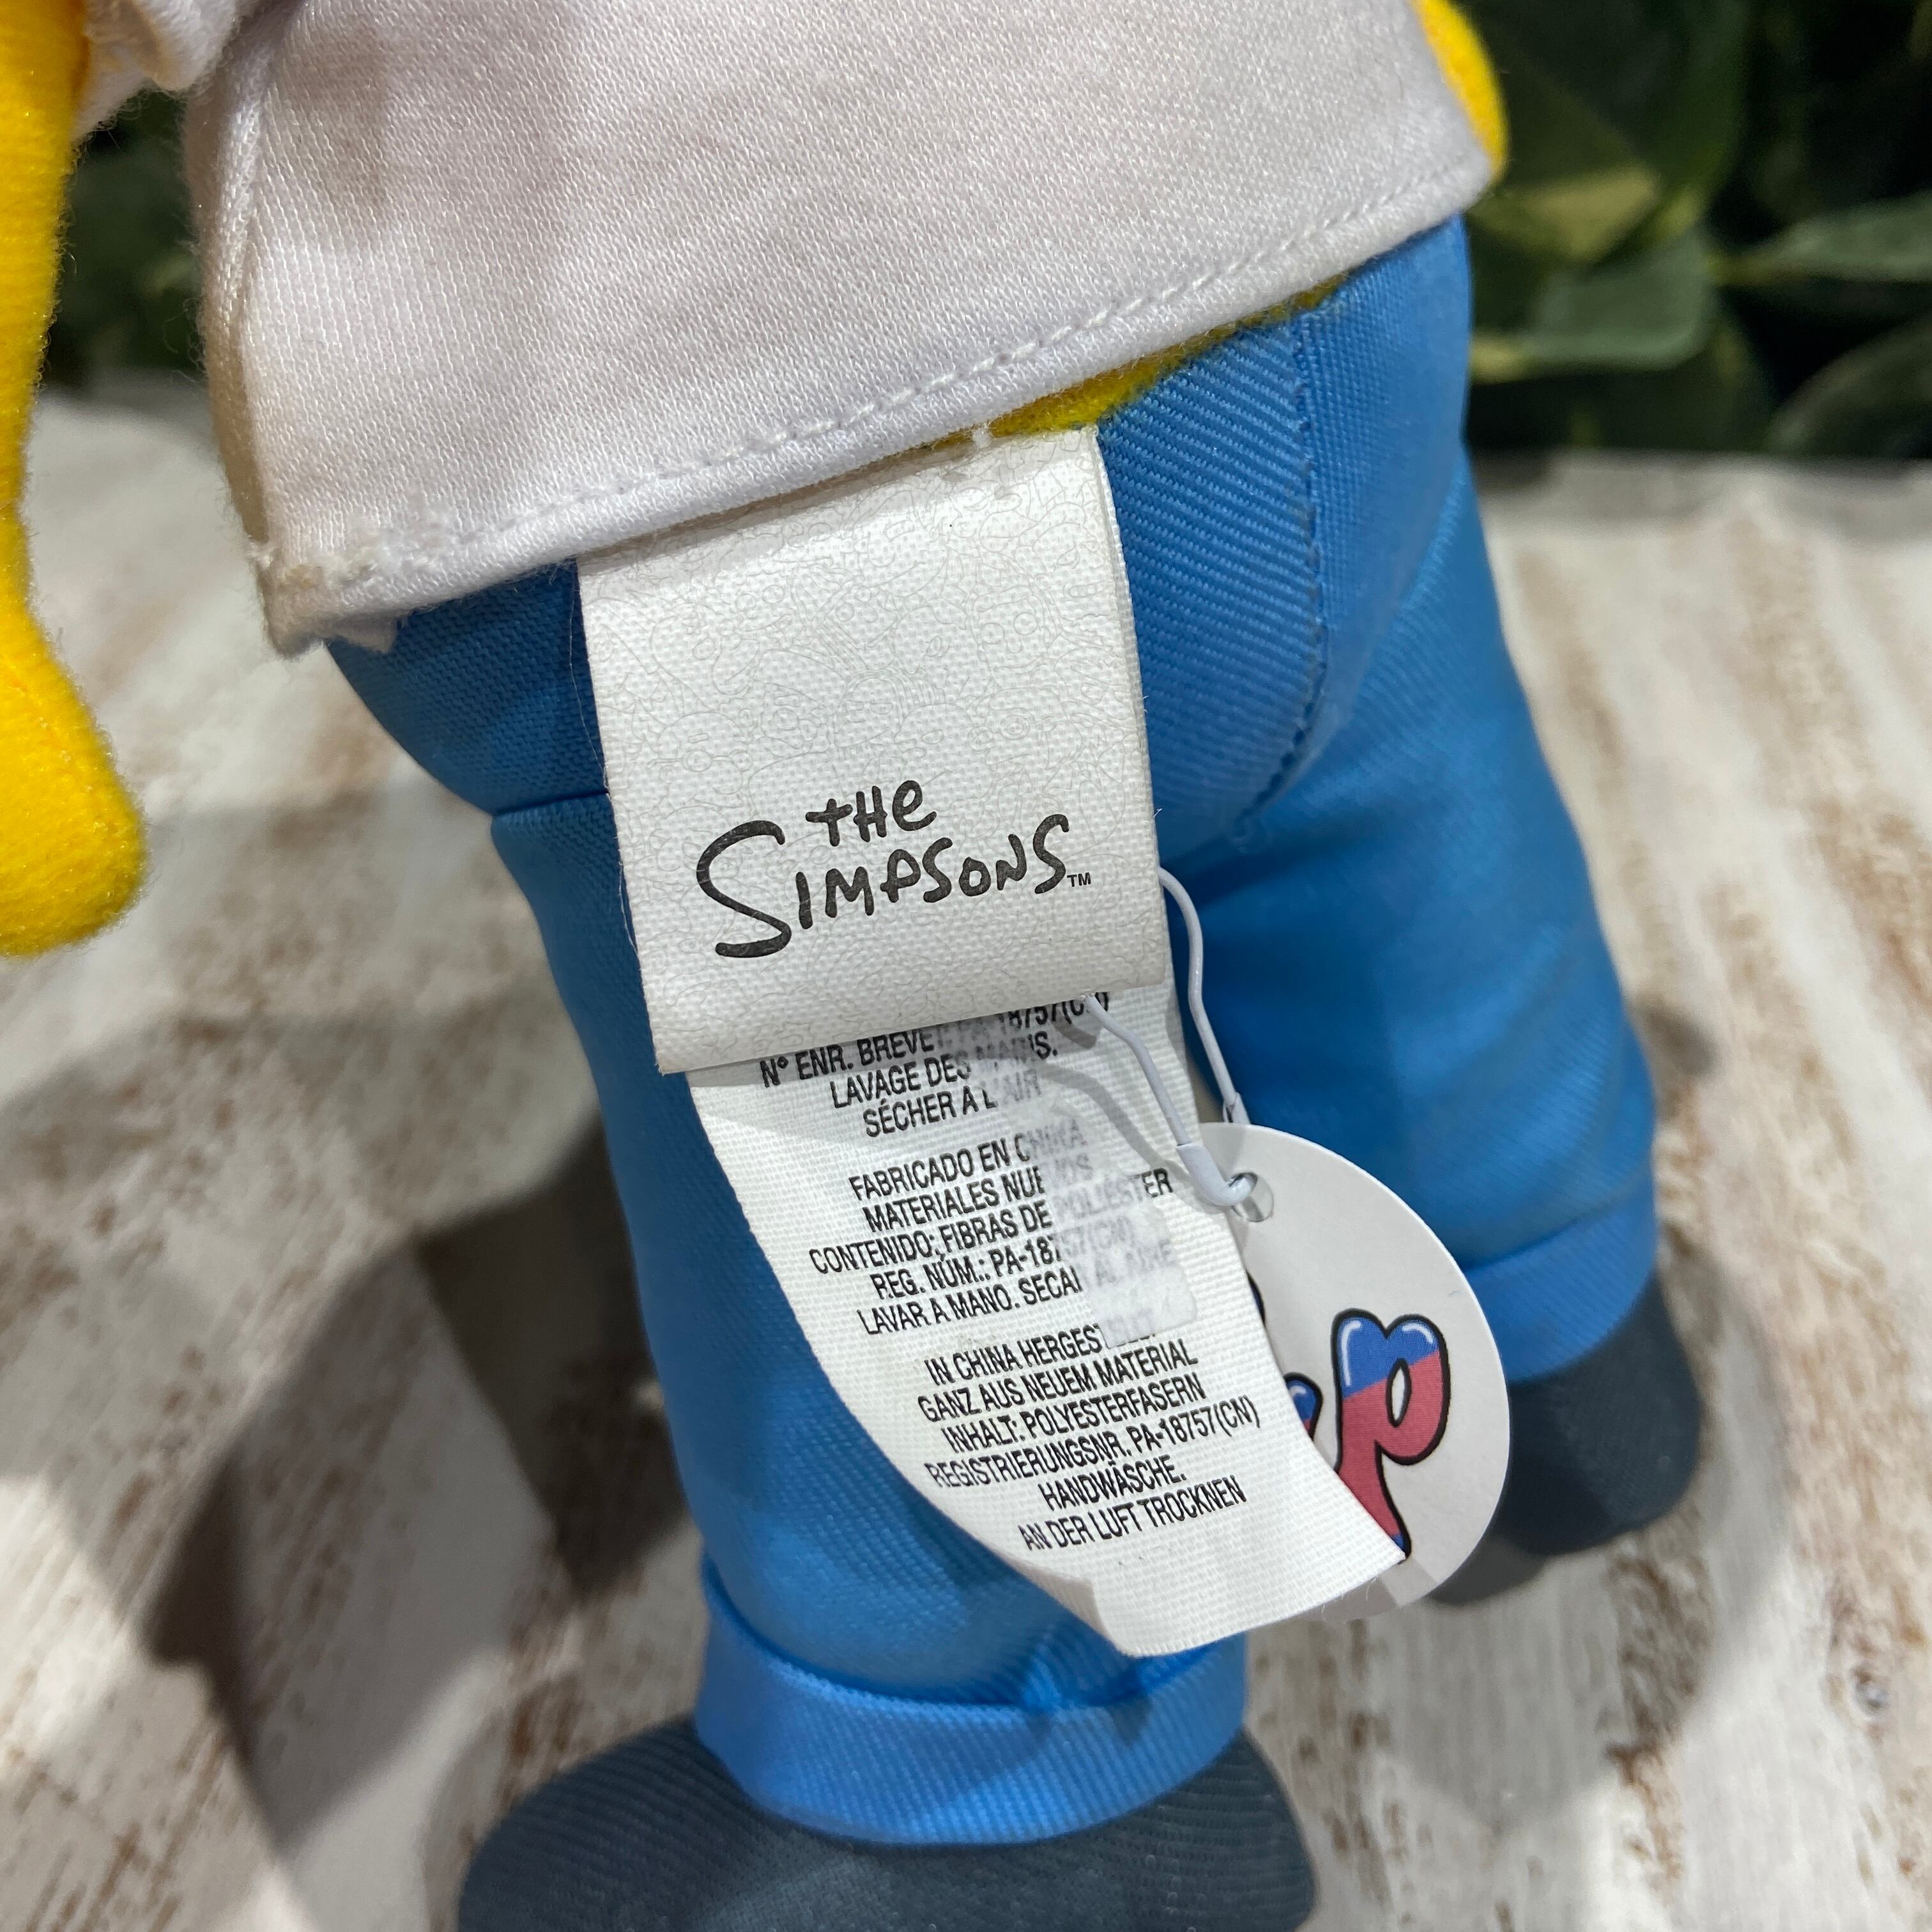 THE
SIMPSONS™
Nº ENR. BREVET: PA-18757(CN)
LAVAGE DES MAINS.
SÉCHER À L'AIR
FABRICADO EN CHINA
MATERIALES NUEVOS
CONTENIDO: FIBRAS DE POLIÉSTER
REG. NÚM.: PA-18757(CN)
LAVAR A MANO. SECAR AL AIRE
IN CHINA HERGESTELLT.
GANZ AUS NEUEM MATERIAL
INHALT: POLYESTERFASERN
REGISTRIERUNGSNR. PA-18757(CN)
HANDWÄSCHE.
AN DER LUFT TROCKNEN